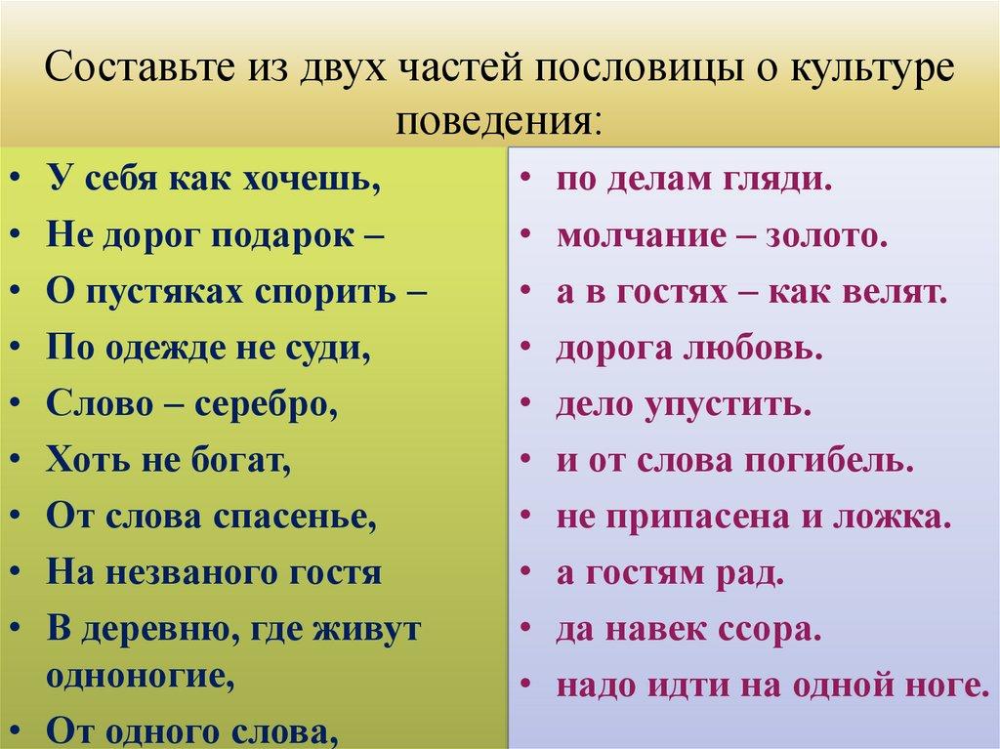 Составьте из двух частей пословицы о культуре
поведения:
• У себя как хочешь,
• Не дорог подарок –
• О пустяках спорить –
• По одежде не суди,
• Слово – серебро,
• Хоть не богат,
• От слова спасенье,
• На незваного гостя
• В деревню, где живут
одноногие,
• От одного слова,
• по делам гляди.
• молчание – золото.
• а в гостях – как велят.
• дорога любовь.
• дело упустить.
• и от слова погибель.
• не припасена и ложка.
• а гостям рад.
• да навек ссора.
• надо идти на одной ноге.